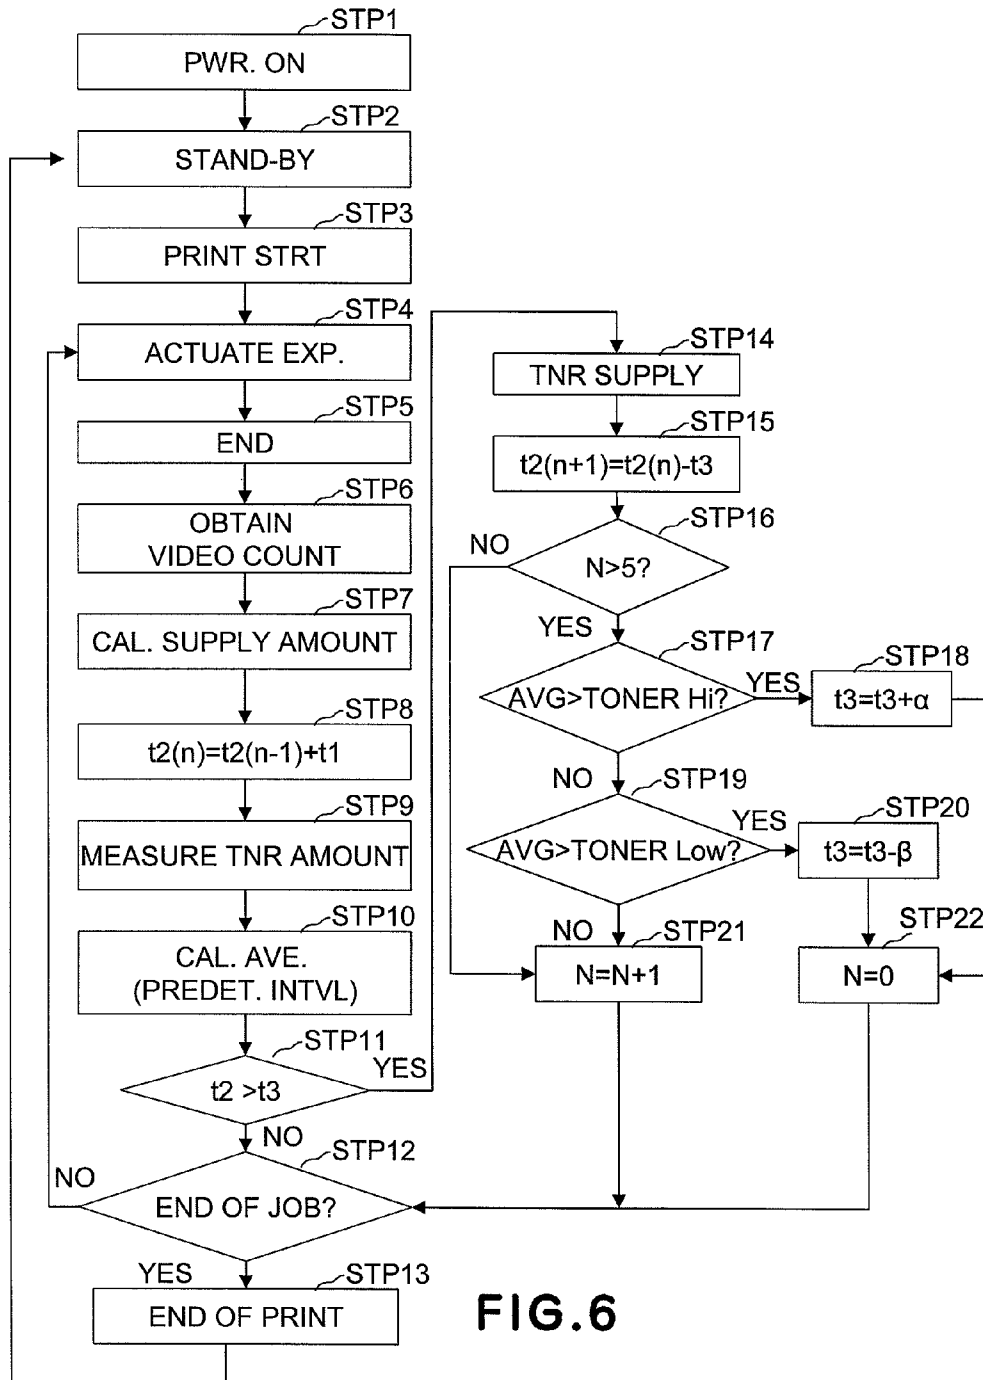 STP1
PWR. ON
STP2
STAND-BY
STP3
PRINT STRT
STP4
ACTUATE EXP.
STP5
END
STP6
OBTAIN
VIDEO COUNT
STP7
CAL. SUPPLY AMOUNT
STP8
t2(n)=t2(n-1)+t1
STP9
MEASURE TNR AMOUNT
STP10
CAL. AVE.
(PREDET. INTVL)
STP11
YES
t2 >t3
NO
STP12
NO
END OF JOB?
YES
STP13
END OF PRINT
STP14
TNR SUPPLY
STP15
t2(n+1)=t2(n)-t3
STP16
NO
N>5?
YES
STP17
AVG>TONER Hi?
YES
STP18
t3=t3+α
NO
STP19
AVG>TONER Low?
YES
STP20
t3=t3-β
NO
STP21
N=N+1
STP22
N=0
FIG.6